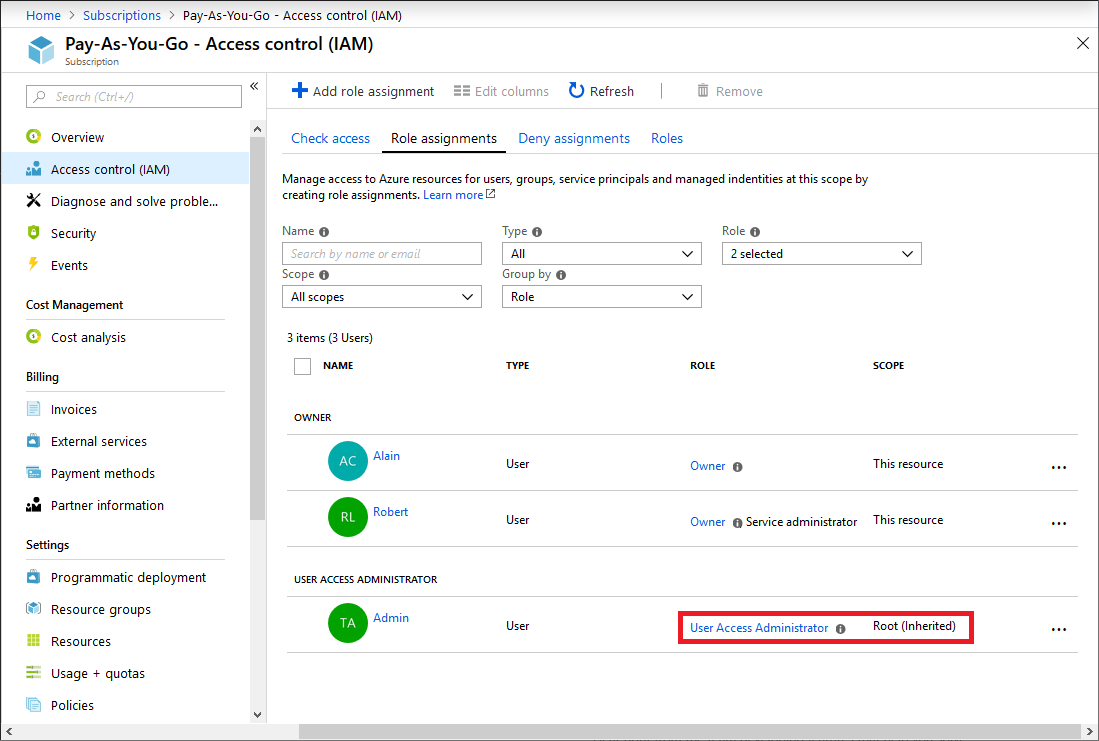 Home > Subscriptions > Pay-As-You-Go - Access control (IAM)
Pay-As-You-Go - Access control (IAM)
Subscription
Search (Ctrl+/)
Overview
Access control (IAM)
Diagnose and solve proble...
Security
Events
Cost Management
Cost analysis
Billing
Invoices
External services
Payment methods
Partner information
Settings
Programmatic deployment
Resource groups
Resources
Usage + quotas
Policies
Add role assignment Edit columns Refresh Remove
Check access Role assignments Deny assignments Roles
Manage access to Azure resources for users, groups, service principals and managed indentities at this scope by
creating role assignments. Learn more
Name Type Role
Search by name or email All 2 selected
Scope Group by
All scopes Role
3 items (3 Users)
NAME TYPE ROLE SCOPE
OWNER
AC Alain User Owner This resource ...
RL Robert User Owner Service administrator This resource ...
USER ACCESS ADMINISTRATOR
TA Admin User User Access Administrator Root (Inherited) ...